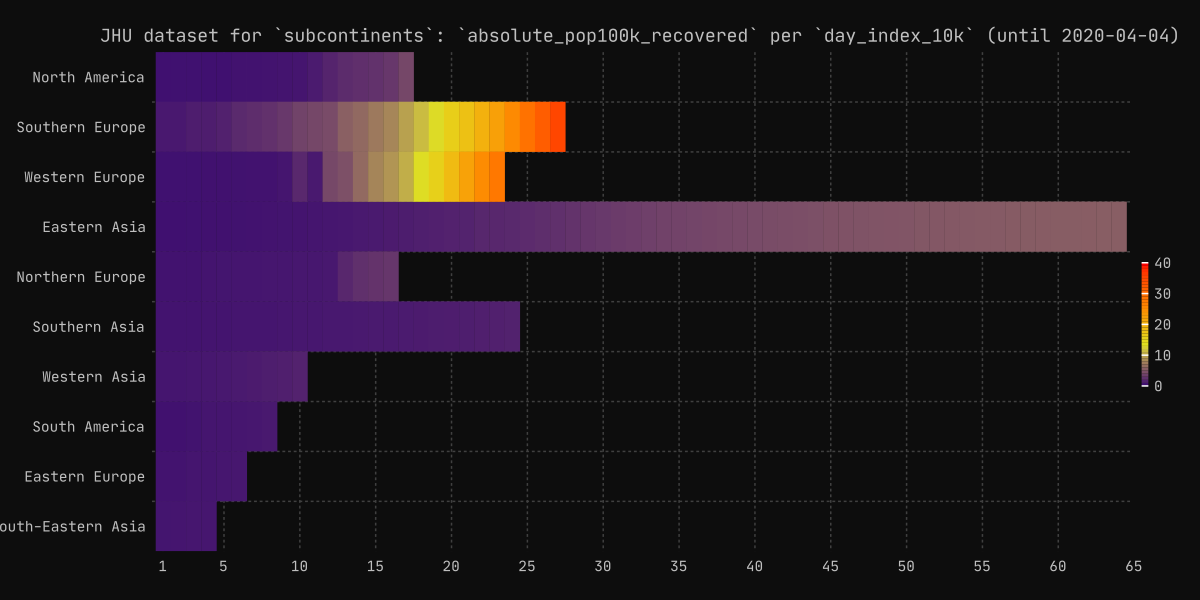 JHU dataset for `subcontinents`: `absolute_pop100k_recovered` per `day_index_10k` (until 2020-04-04)
North America
Southern Europe
Western Europe
Eastern Asia
Northern Europe
Southern Asia
Western Asia
South America
Eastern Europe
outh-Eastern Asia
40
30
20
10
0
1 5 10 15 20 25 30 35 40 45 50 55 60 65